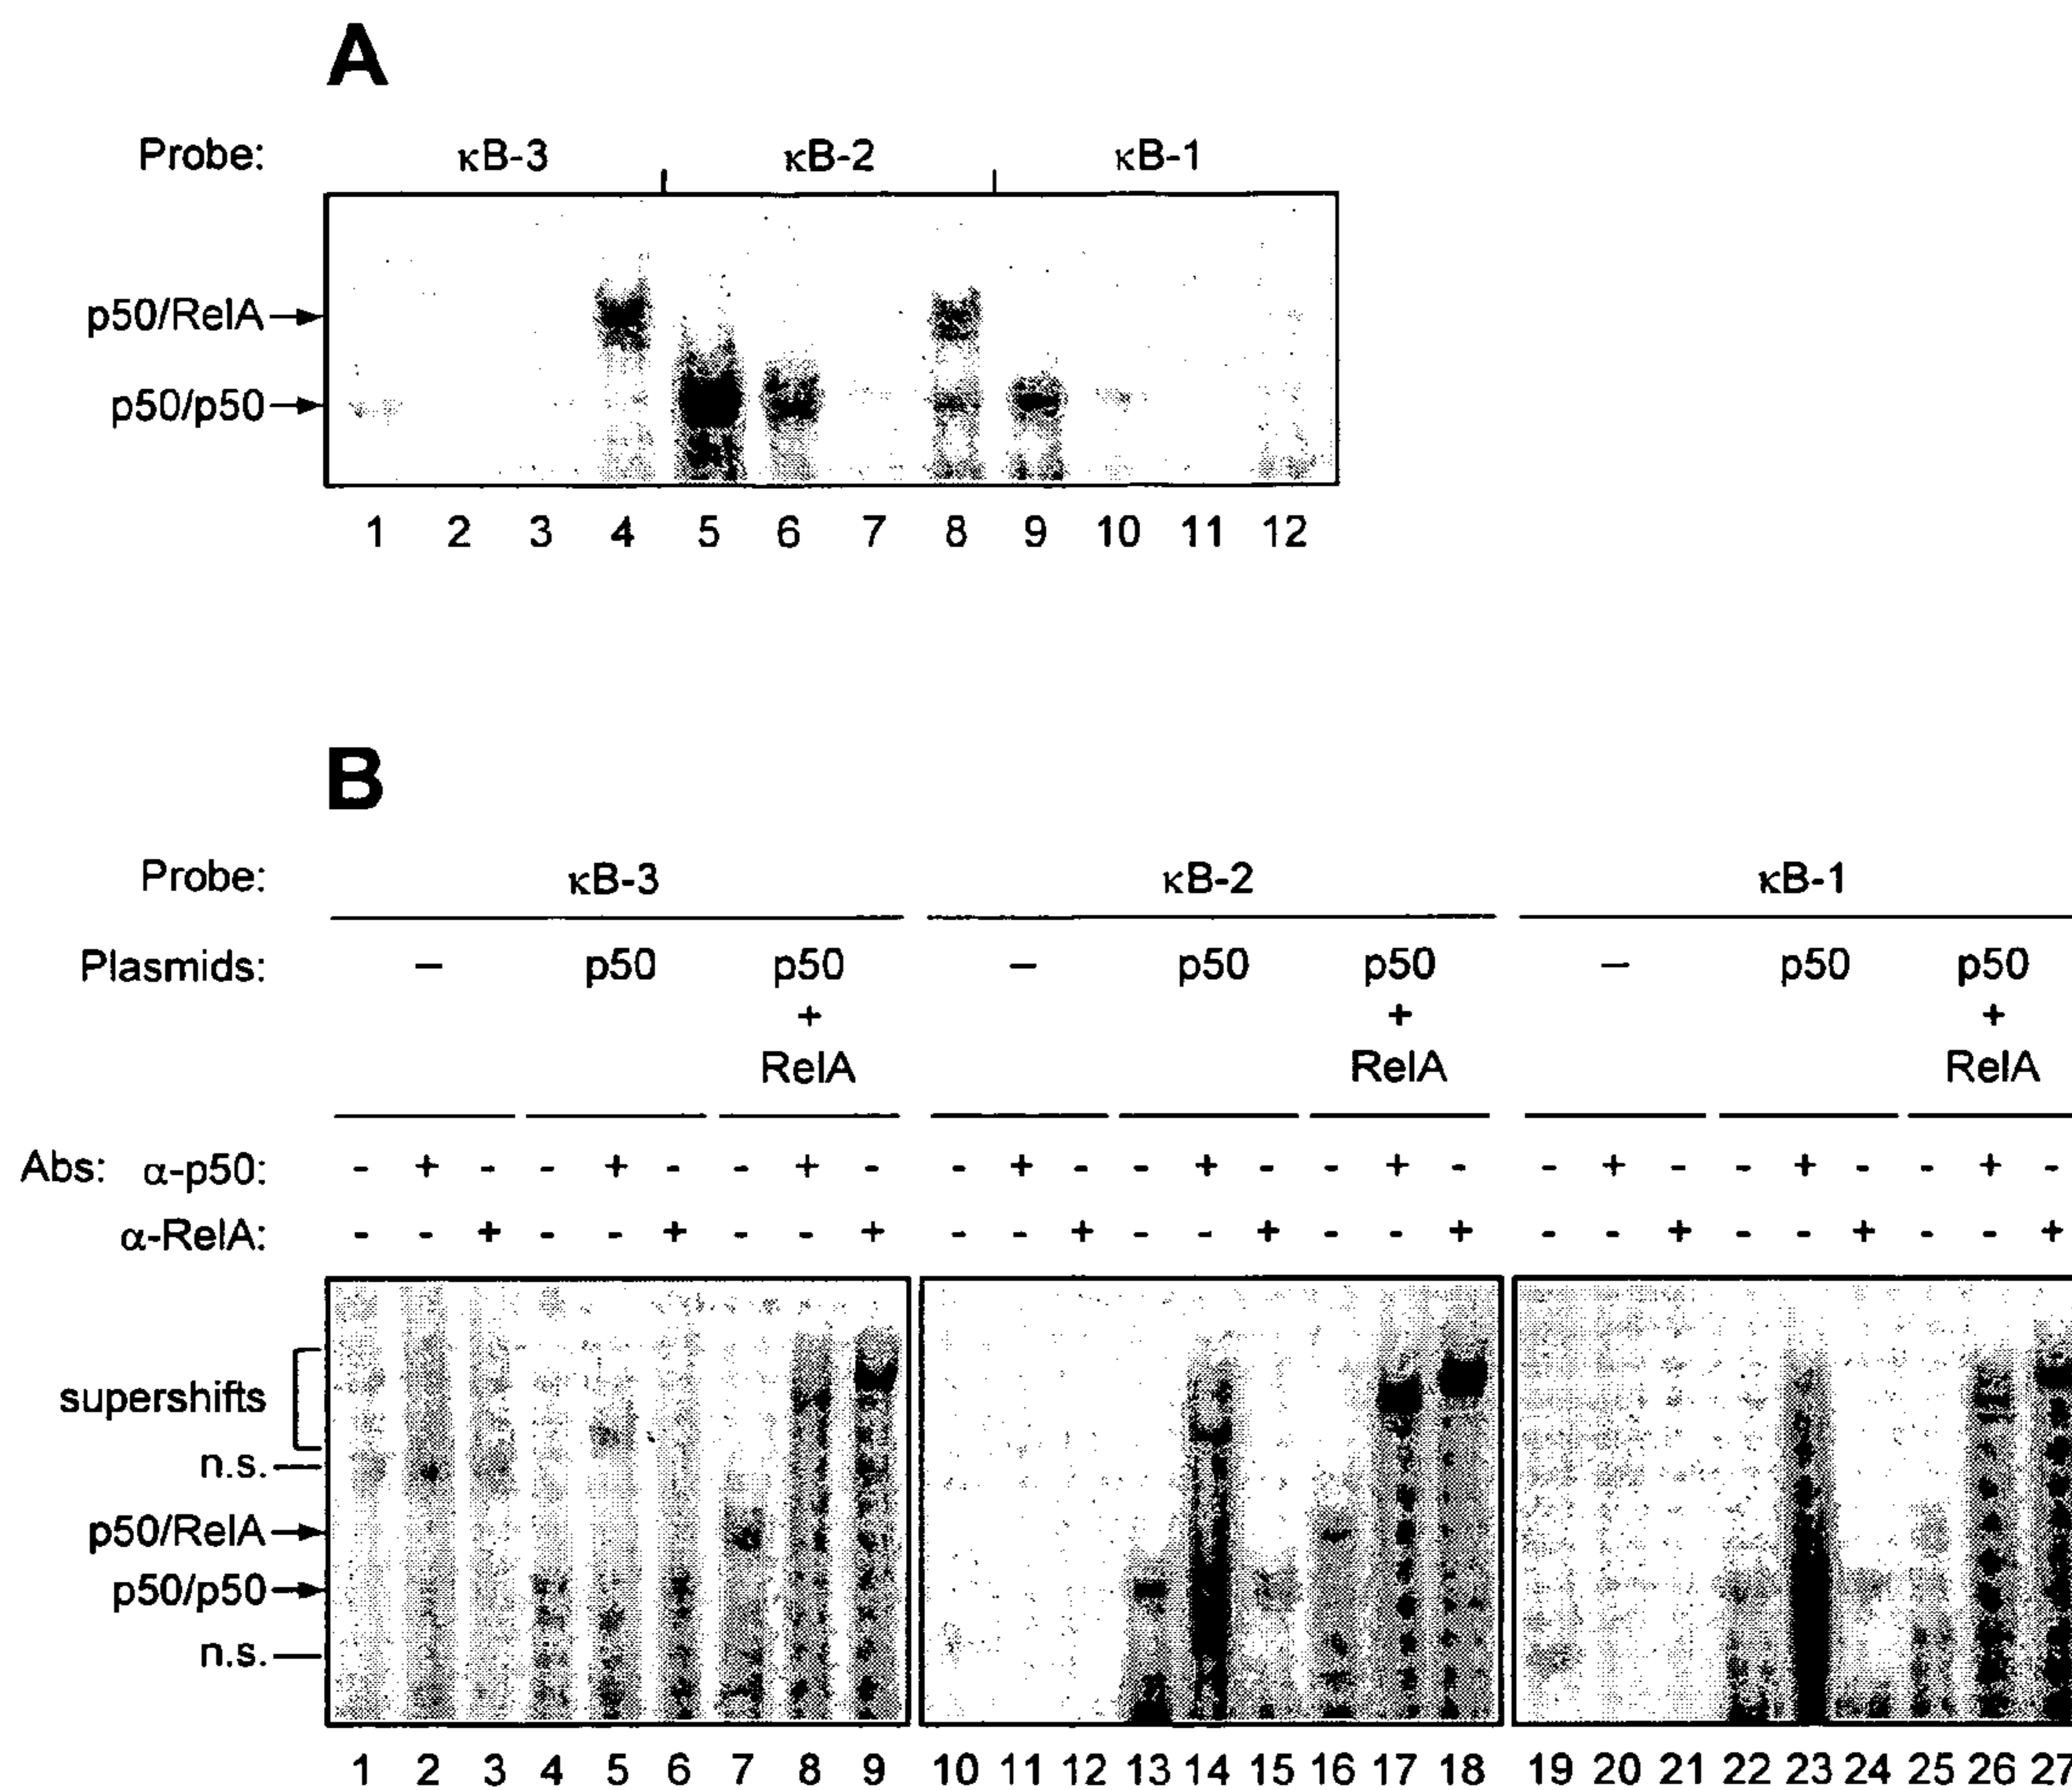 A
Probe: κB-3 κB-2 κB-1
p50/RelA
p50/p50
1 2 3 4 5 6 7 8 9 10 11 12
B
Probe: κB-3 κB-2 κB-1
Plasmids: – p50 p50 – p50 p50 – p50 p50
+ + +
RelA RelA RelA
Abs: α-p50: - + - - + - - + - - + - - + - - + - - + - - + - - + -
α-RelA: - - + - - + - - + - - + - - + - - + - - + - - + - - +
supershifts
n.s.
p50/RelA
p50/p50
n.s.
1 2 3 4 5 6 7 8 9 10 11 12 13 14 15 16 17 18 19 20 21 22 23 24 25 26 27